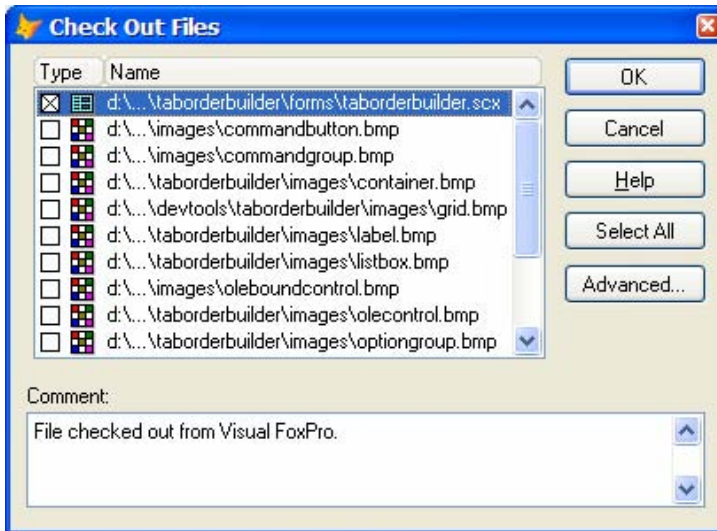 Check Out Files
Type Name
d:\...\taborderbuilder\forms\taborderbuilder.scx
d:\...\images\commandbutton.bmp
d:\...\images\commandgroup.bmp
d:\...\taborderbuilder\images\container.bmp
d:\...\devtools\taborderbuilder\images\grid.bmp
d:\...\taborderbuilder\images\label.bmp
d:\...\taborderbuilder\images\listbox.bmp
d:\...\images\oleboundcontrol.bmp
d:\...\taborderbuilder\images\olecontrol.bmp
d:\...\taborderbuilder\images\optiongroup.bmp
OK
Cancel
Help
Select All
Advanced...
Comment:
File checked out from Visual FoxPro.